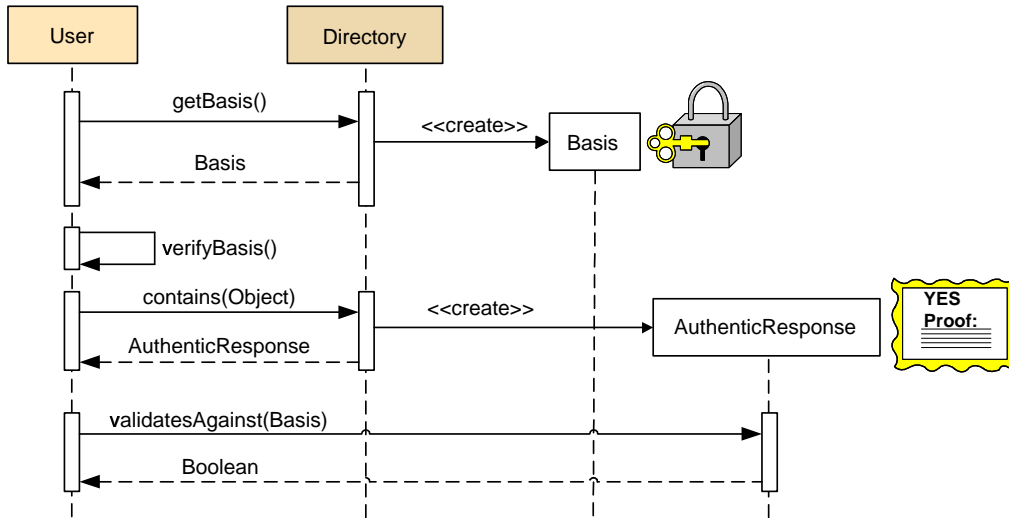 User
Directory
getBasis()
<<create>>
Basis
Basis
verifyBasis()
contains(Object)
<<create>>
AuthenticResponse
YES
Proof:
AuthenticResponse
validatesAgainst(Basis)
Boolean